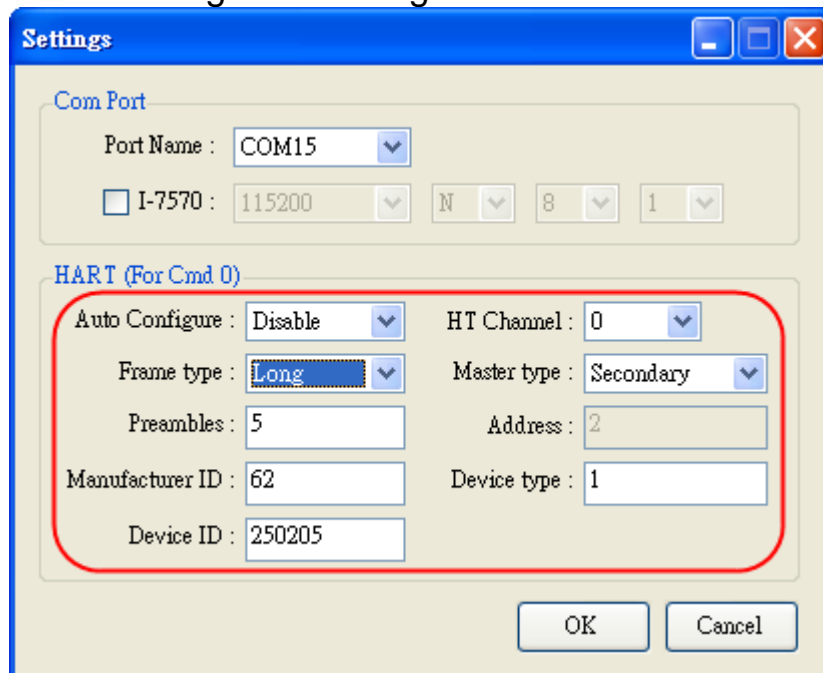 Settings
Com Port
Port Name : COM15
I-7570 : 115200 N 8 1
HART (For Cmd 0)
Auto Configure : Disable HT Channel : 0
Frame type : Long Master type : Secondary
Preambles : 5 Address : 2
Manufacturer ID : 62 Device type : 1
Device ID : 250205
OK Cancel